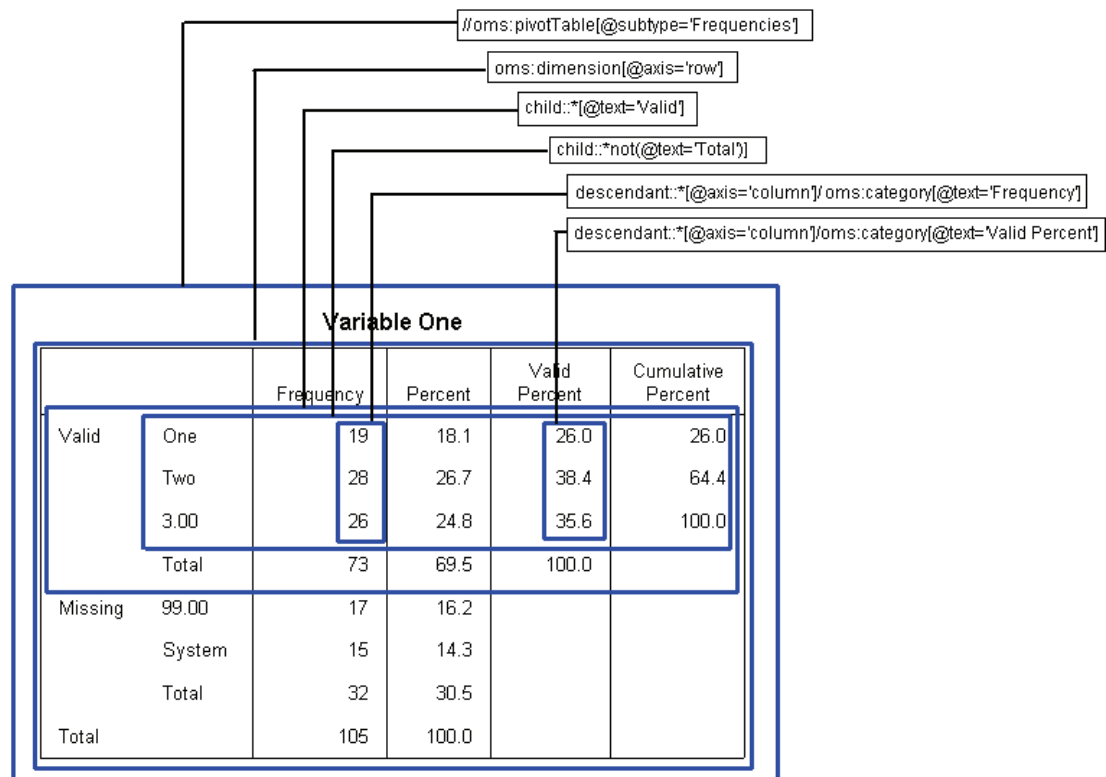 //oms:pivotTable[@subtype='Frequencies']
oms:dimension[@axis='row']
child::*[@text='Valid']
child::*not(@text='Total')]
descendant::*[@axis='column']/ oms:category[@text='Frequency']
descendant::*[@axis='column']/oms:category[@text='Valid Percent']
Variable One
Frequency Percent Valid Percent Cumulative Percent
Valid One 19 18.1 26.0 26.0
Two 28 26.7 38.4 64.4
3.00 26 24.8 35.6 100.0
Total 73 69.5 100.0
Missing 99.00 17 16.2
System 15 14.3
Total 32 30.5
Total 105 100.0